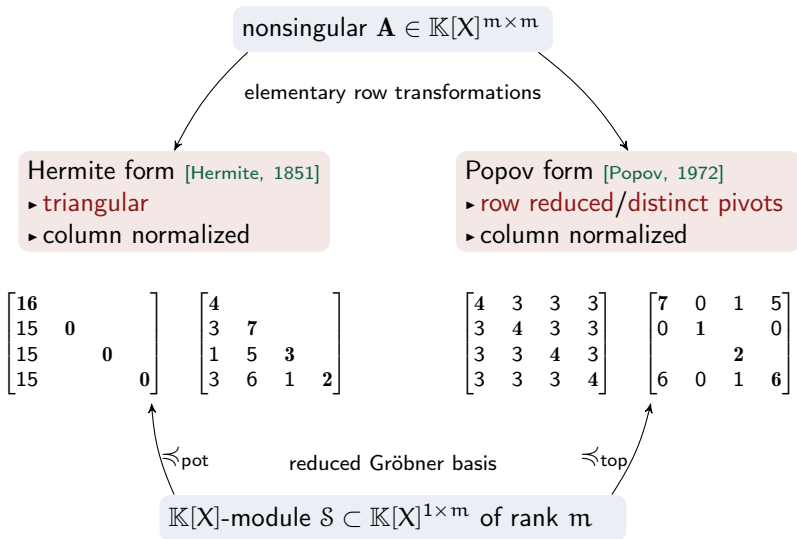 nonsingular A ∈ 𝕂[X]^{m×m}
elementary row transformations
Hermite form [Hermite, 1851]
▸ triangular
▸ column normalized
Popov form [Popov, 1972]
▸ row reduced/distinct pivots
▸ column normalized
[16]
[15 0]
[15 0]
[15 0]
[4]
[3 7]
[1 5 3]
[3 6 1 2]
[4 3 3 3]
[3 4 3 3]
[3 3 4 3]
[3 3 3 4]
[7 0 1 5]
[0 1 0]
[2]
[6 0 1 6]
≼pot
reduced Gröbner basis
≼top
𝕂[X]-module 𝒮 ⊂ 𝕂[X]^{1×m} of rank m